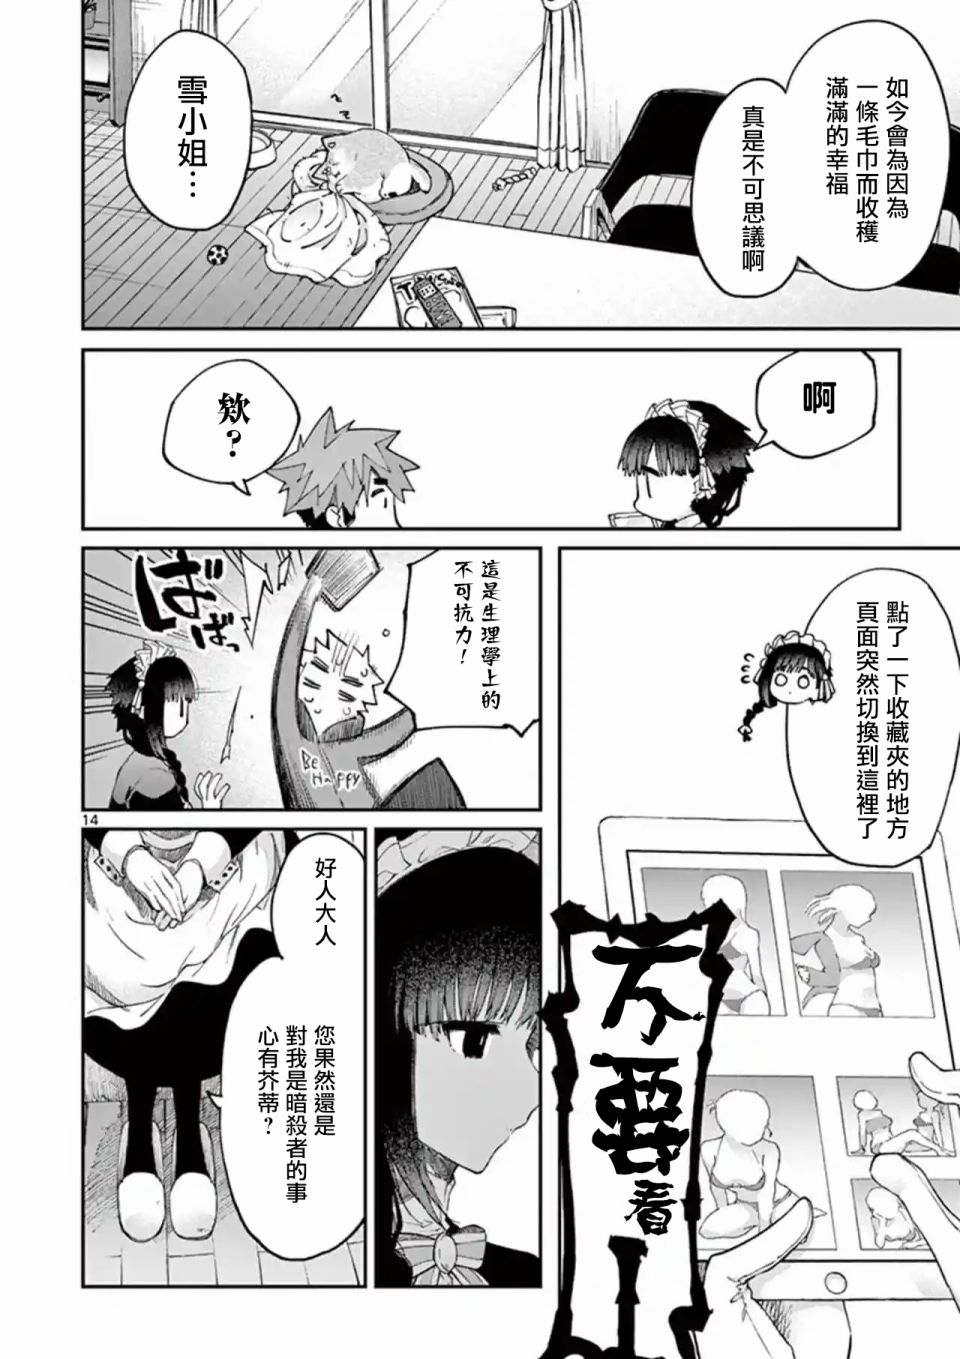 如今會為因為
一條毛巾而收穫
滿滿的幸福
真是不可思議啊
雪小姐…
啊
欸？
點了一下收藏夾的地方
頁面突然切換到這裡了
不要看——！
這是生理學上的
不可抗力！
ばばばっ
Be
Happy
14
好人大人
您果然還是
對我是暗殺者的事
心有芥蒂？